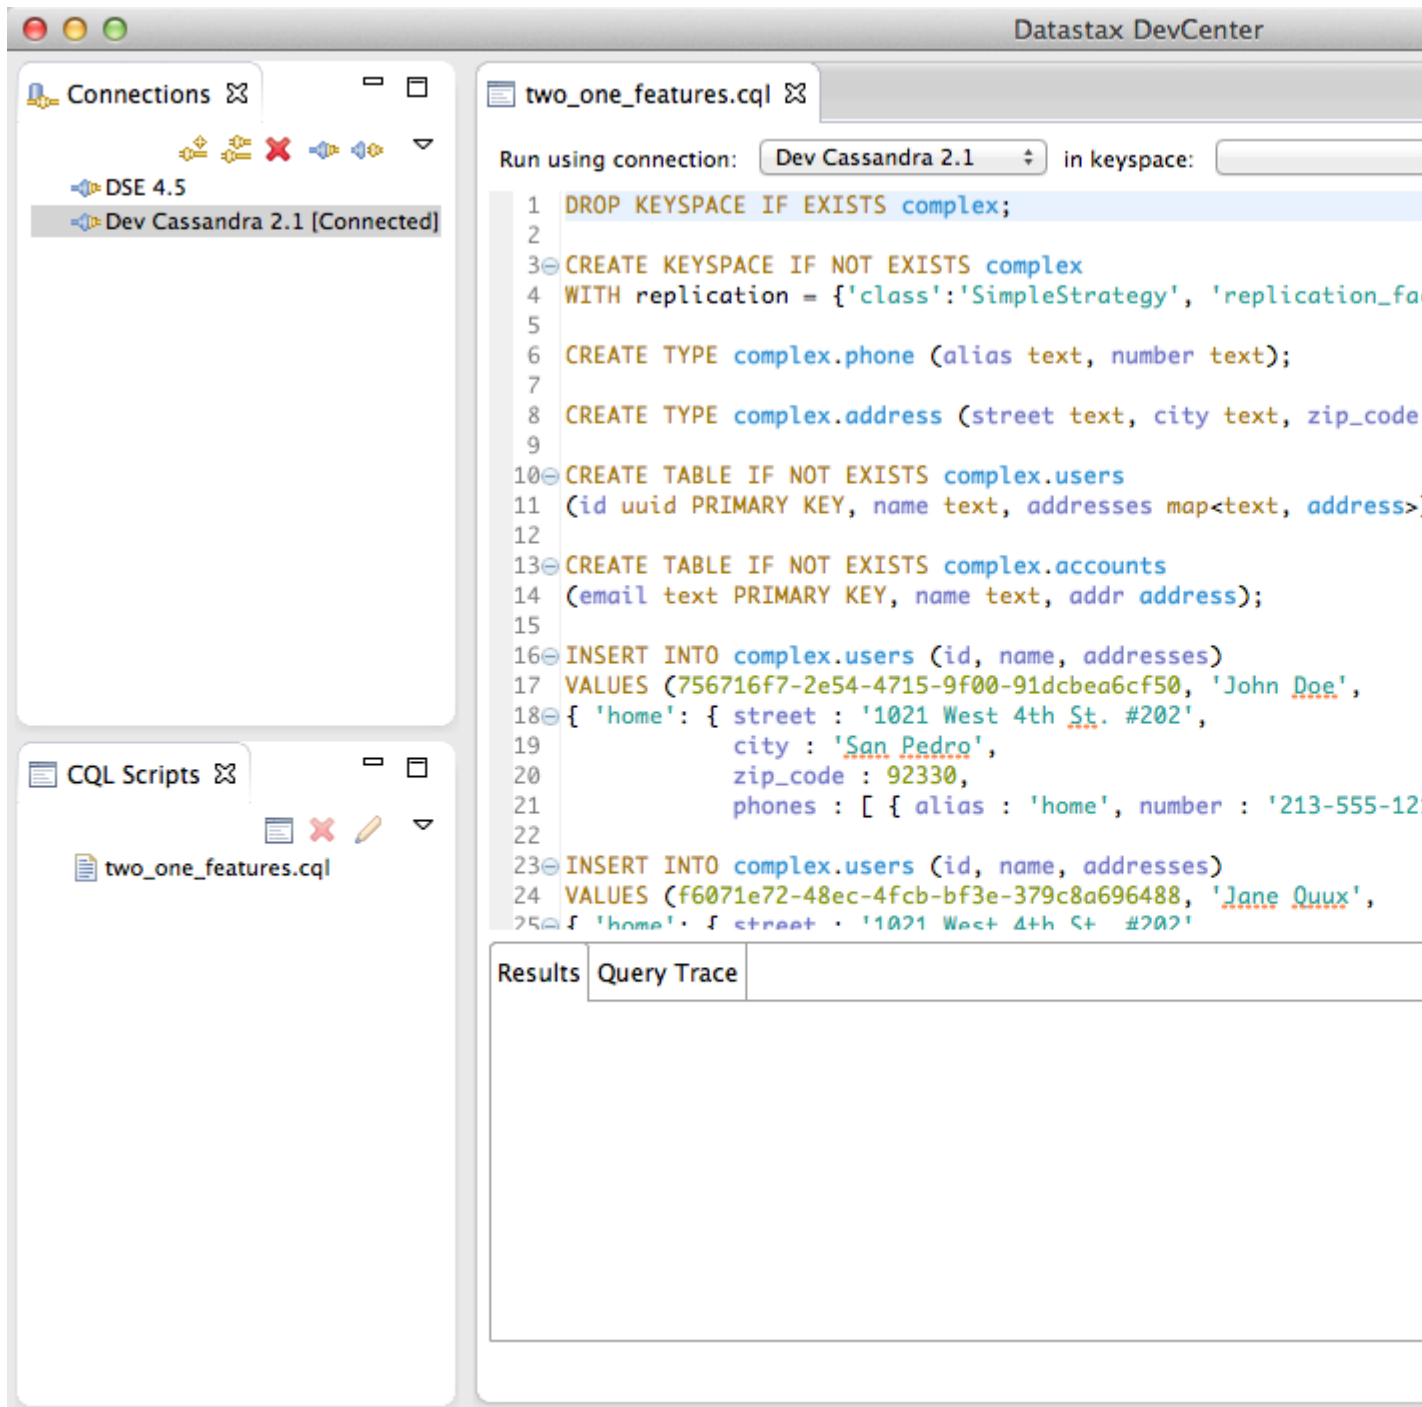 Datastax DevCenter
Connections
DSE 4.5
Dev Cassandra 2.1 [Connected]
CQL Scripts
two_one_features.cql
two_one_features.cql
Run using connection: Dev Cassandra 2.1 in keyspace:
1 DROP KEYSPACE IF EXISTS complex;
2
3 CREATE KEYSPACE IF NOT EXISTS complex
4 WITH replication = {'class':'SimpleStrategy', 'replication_fa
5
6 CREATE TYPE complex.phone (alias text, number text);
7
8 CREATE TYPE complex.address (street text, city text, zip_code
9
10 CREATE TABLE IF NOT EXISTS complex.users
11 (id uuid PRIMARY KEY, name text, addresses map<text, address>)
12
13 CREATE TABLE IF NOT EXISTS complex.accounts
14 (email text PRIMARY KEY, name text, addr address);
15
16 INSERT INTO complex.users (id, name, addresses)
17 VALUES (756716f7-2e54-4715-9f00-91dcbea6cf50, 'John Doe',
18 { 'home': { street : '1021 West 4th St. #202',
19 city : 'San Pedro',
20 zip_code : 92330,
21 phones : [ { alias : 'home', number : '213-555-12
22
23 INSERT INTO complex.users (id, name, addresses)
24 VALUES (f6071e72-48ec-4fcb-bf3e-379c8a696488, 'Jane Quux',
25 { 'home': { street : '1021 West 4th St. #202'
Results Query Trace